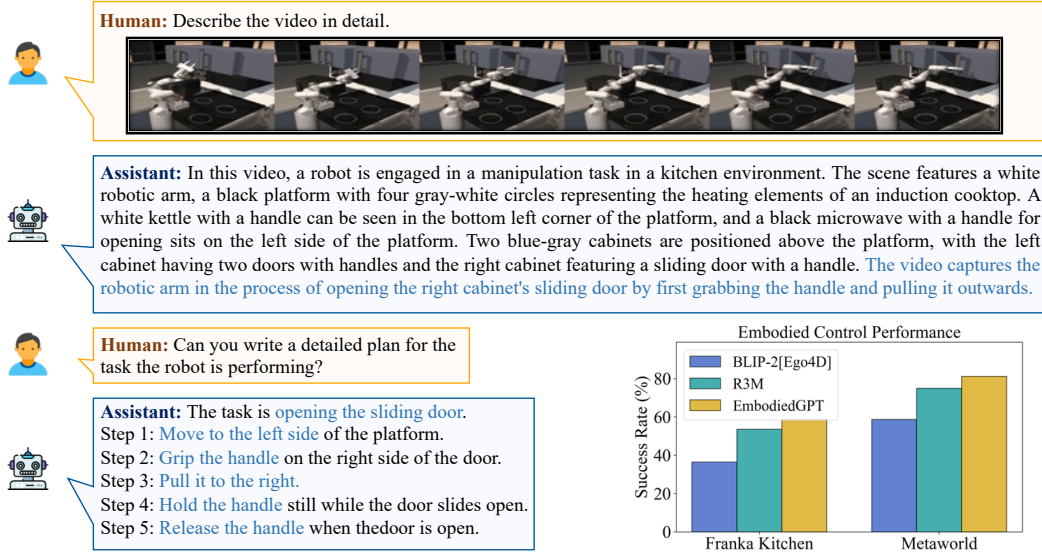 Human: Describe the video in detail.
Assistant: In this video, a robot is engaged in a manipulation task in a kitchen environment. The scene features a white
robotic arm, a black platform with four gray-white circles representing the heating elements of an induction cooktop. A
white kettle with a handle can be seen in the bottom left corner of the platform, and a black microwave with a handle for
opening sits on the left side of the platform. Two blue-gray cabinets are positioned above the platform, with the left
cabinet having two doors with handles and the right cabinet featuring a sliding door with a handle. The video captures the
robotic arm in the process of opening the right cabinet's sliding door by first grabbing the handle and pulling it outwards.
Human: Can you write a detailed plan for the
task the robot is performing?
Assistant: The task is opening the sliding door.
Step 1: Move to the left side of the platform.
Step 2: Grip the handle on the right side of the door.
Step 3: Pull it to the right.
Step 4: Hold the handle still while the door slides open.
Step 5: Release the handle when thedoor is open.
Embodied Control Performance
Success Rate (%)
80
60
40
20
0
BLIP-2[Ego4D]
R3M
EmbodiedGPT
Franka Kitchen
Metaworld